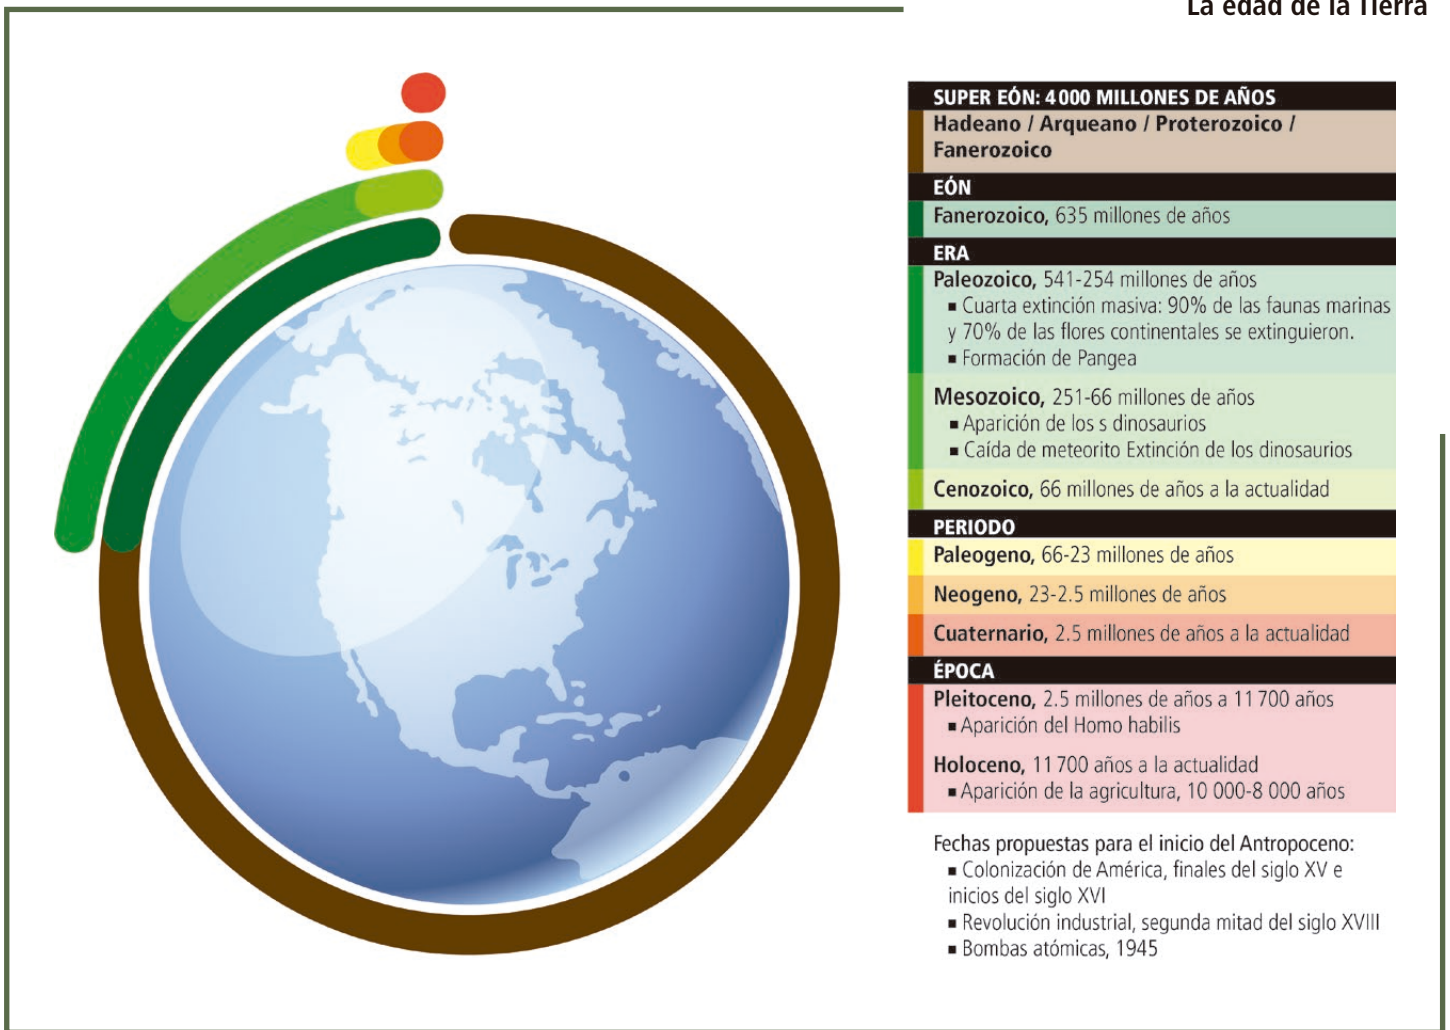 La edad de la Tierra
SUPER EÓN: 4 000 MILLONES DE AÑOS
Hadeano / Arqueano / Proterozoico /
Fanerozoico
EÓN
Fanerozoico, 635 millones de años
ERA
Paleozoico, 541-254 millones de años
■ Cuarta extinción masiva: 90% de las faunas marinas
y 70% de las flores continentales se extinguieron.
■ Formación de Pangea
Mesozoico, 251-66 millones de años
■ Aparición de los s dinosaurios
■ Caída de meteorito Extinción de los dinosaurios
Cenozoico, 66 millones de años a la actualidad
PERIODO
Paleogeno, 66-23 millones de años
Neogeno, 23-2.5 millones de años
Cuaternario, 2.5 millones de años a la actualidad
ÉPOCA
Pleitoceno, 2.5 millones de años a 11 700 años
■ Aparición del Homo habilis
Holoceno, 11 700 años a la actualidad
■ Aparición de la agricultura, 10 000-8 000 años
Fechas propuestas para el inicio del Antropoceno:
■ Colonización de América, finales del siglo XV e
inicios del siglo XVI
■ Revolución industrial, segunda mitad del siglo XVIII
■ Bombas atómicas, 1945